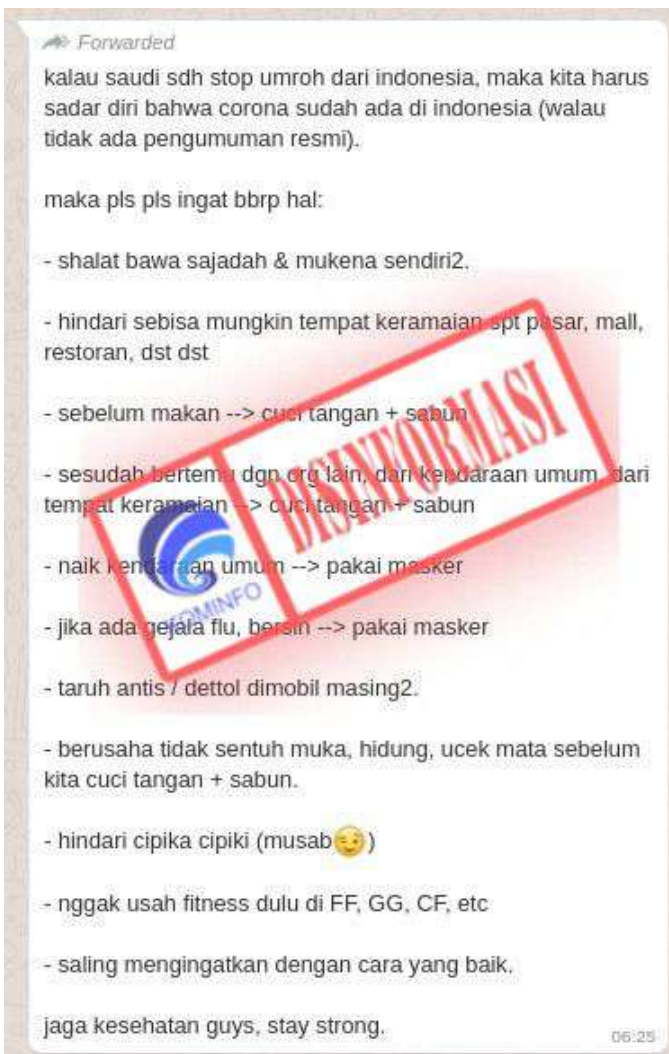 Forwarded
kalau saudi sdh stop umroh dari indonesia, maka kita harus
sadar diri bahwa corona sudah ada di indonesia (walau
tidak ada pengumuman resmi).
maka pls pls ingat bbrp hal:
- shalat bawa sajadah & mukena sendiri2.
- hindari sebisa mungkin tempat keramaian spt pasar, mall,
restoran, dst dst
- sebelum makan --> cuci tangan + sabun
- sesudah bertemu dgn org lain, dari kendaraan umum, dari
tempat keramaian --> cuci tangan + sabun
- naik kendaraan umum --> pakai masker
- jika ada gejala flu, bersin --> pakai masker
- taruh antis / dettol dimobil masing2.
- berusaha tidak sentuh muka, hidung, ucek mata sebelum
kita cuci tangan + sabun.
- hindari cipika cipiki (musab😉)
- nggak usah fitness dulu di FF, GG, CF, etc
- saling mengingatkan dengan cara yang baik.
jaga kesehatan guys, stay strong.
06:25
KOMINFO
DISINFORMASI